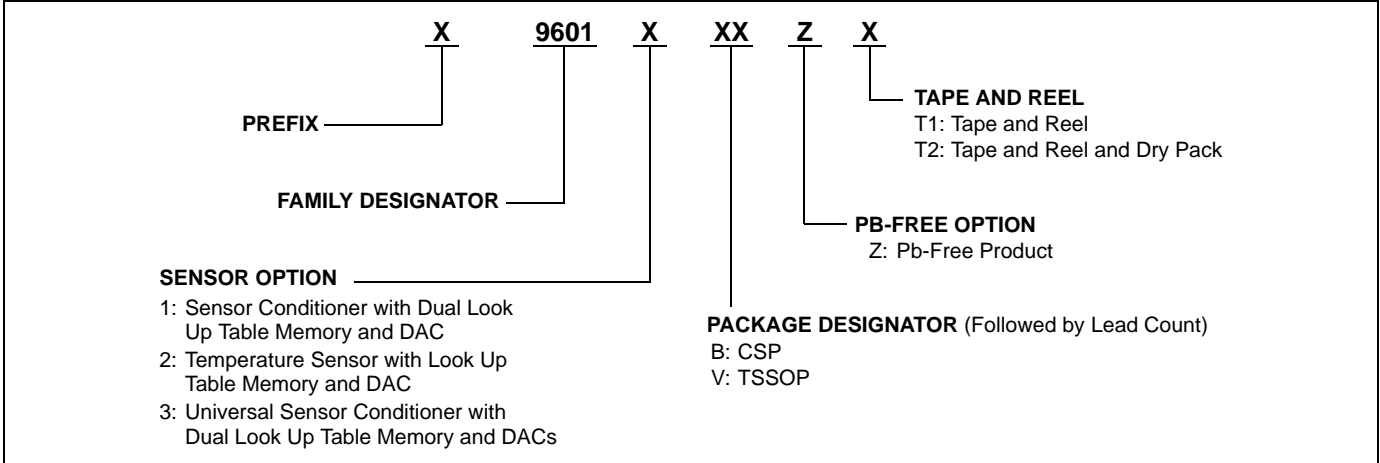 X 9601 X XX Z X
PREFIX
FAMILY DESIGNATOR
SENSOR OPTION
1: Sensor Conditioner with Dual Look
Up Table Memory and DAC
2: Temperature Sensor with Look Up
Table Memory and DAC
3: Universal Sensor Conditioner with
Dual Look Up Table Memory and DACs
TAPE AND REEL
T1: Tape and Reel
T2: Tape and Reel and Dry Pack
PB-FREE OPTION
Z: Pb-Free Product
PACKAGE DESIGNATOR (Followed by Lead Count)
B: CSP
V: TSSOP